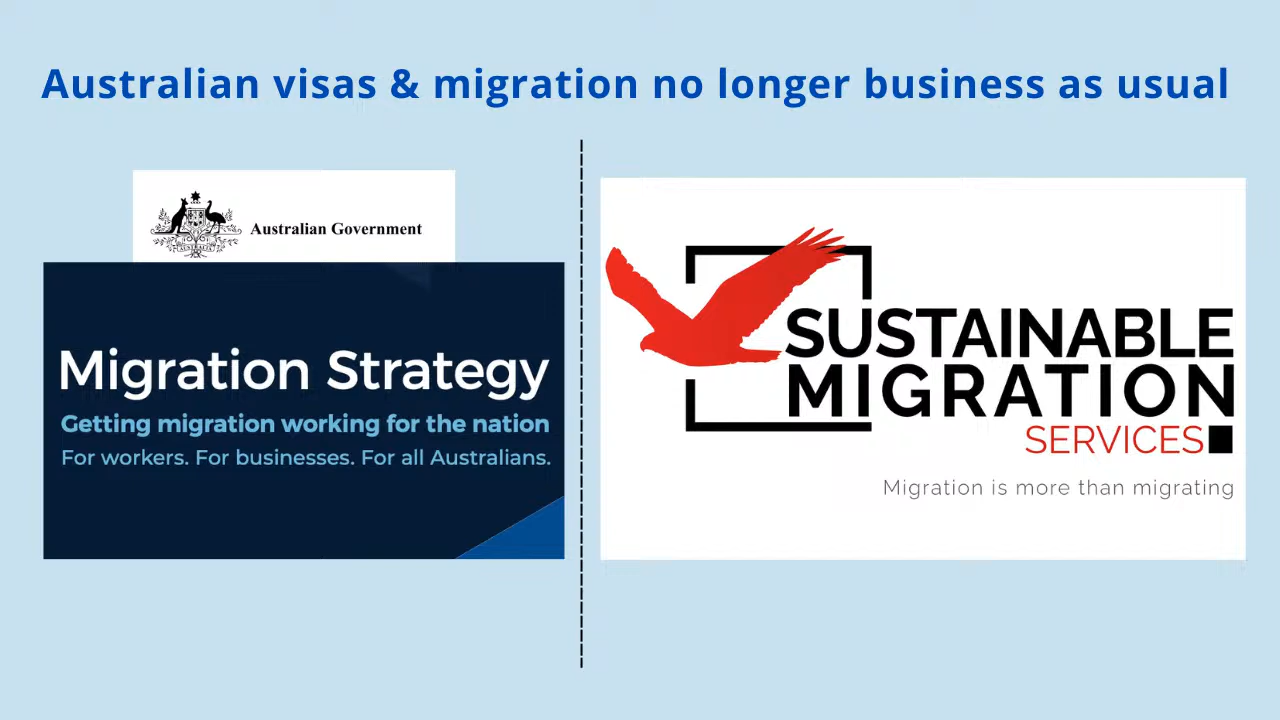 Australian visas & migration no longer business as usual
Australian Government
Migration Strategy
Getting migration working for the nation
For workers. For businesses. For all Australians.
SUSTAINABLE
MIGRATION
SERVICES
Migration is more than migrating